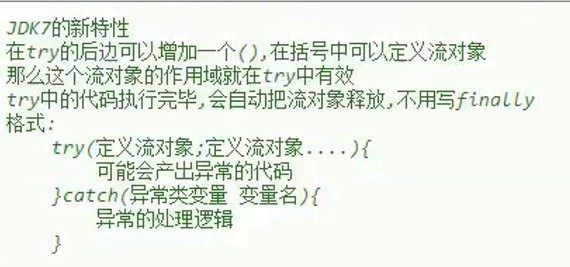 JDK7的新特性
在try的后边可以增加一个(),在括号中可以定义流对象
那么这个流对象的作用域就在try中有效
try中的代码执行完毕,会自动把流对象释放,不用写finally
格式:
try(定义流对象;定义流对象....){
可能会产出异常的代码
}catch(异常类变量 变量名){
异常的处理逻辑
}